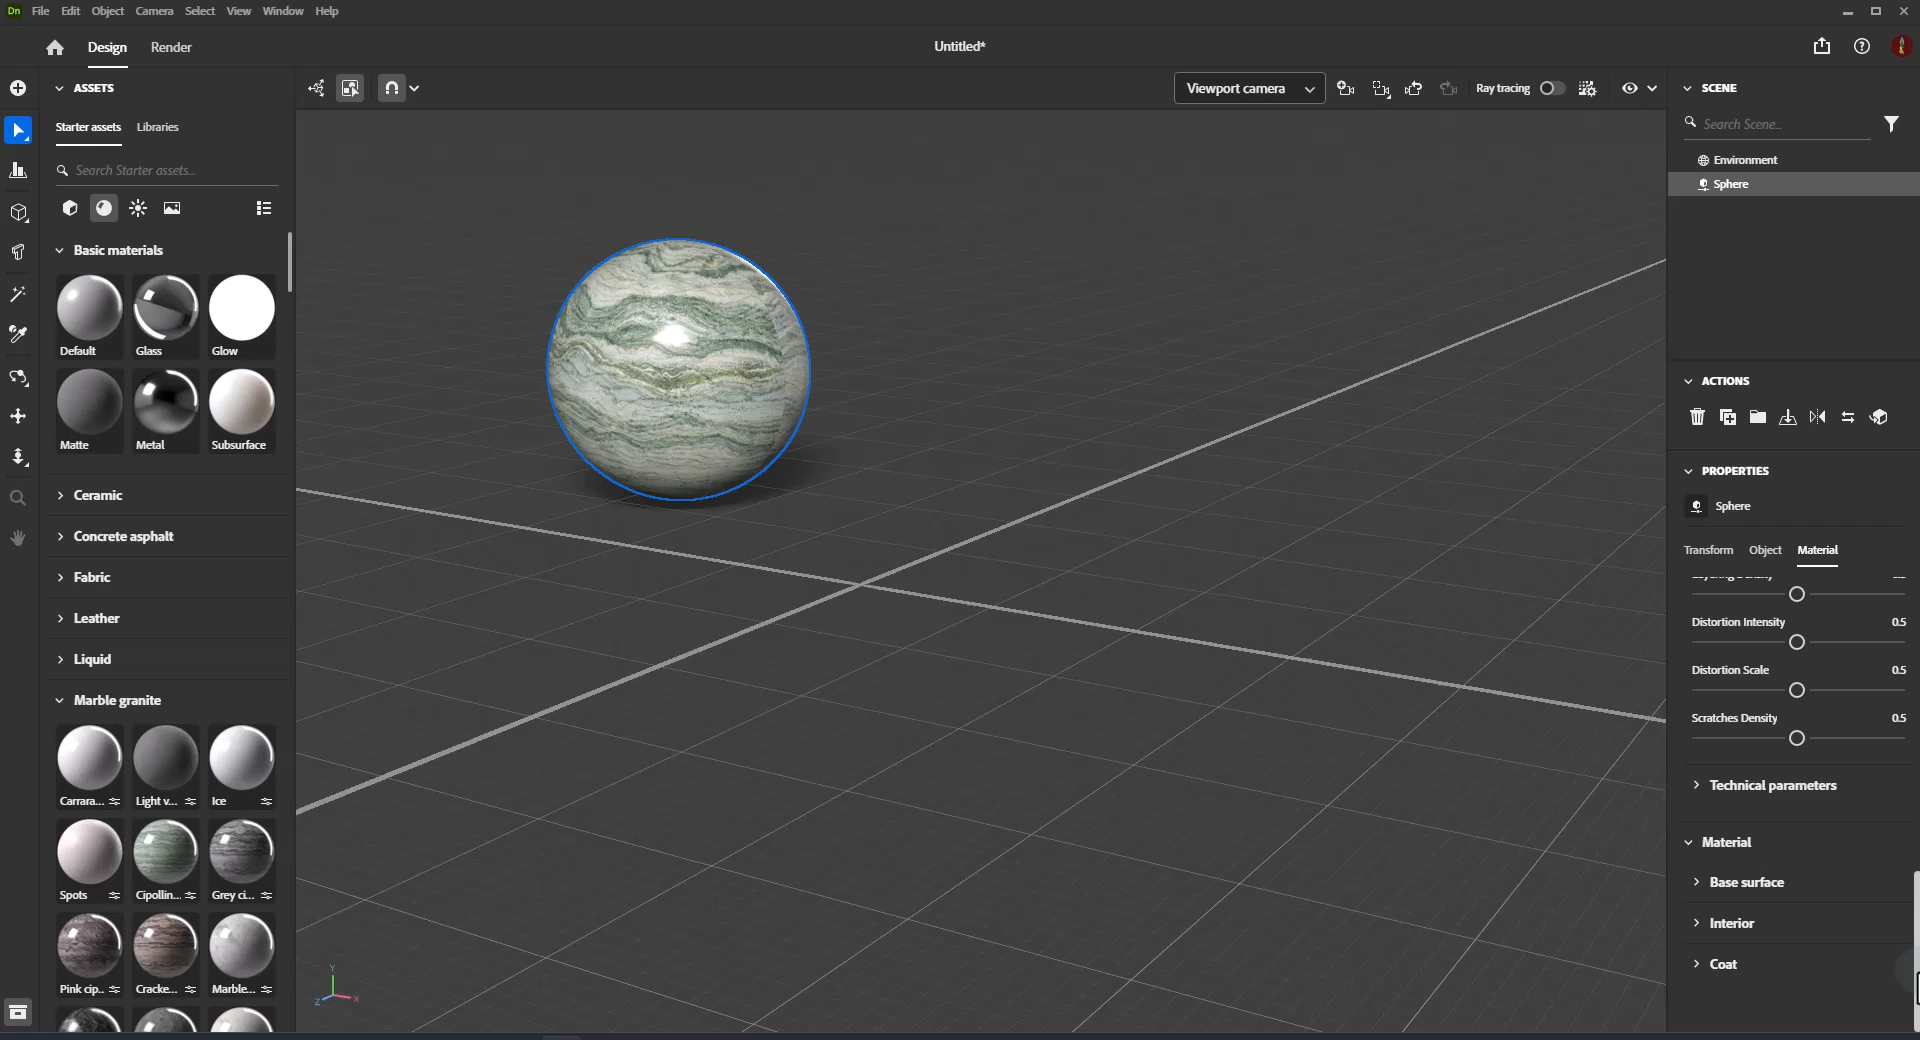 Dn File Edit Object Camera Select View Window Help
Design Render
Untitled*
ASSETS
Starter assets Libraries
Search Starter assets...
Basic materials
Default Glass Glow
Matte Metal Subsurface
Ceramic
Concrete asphalt
Fabric
Leather
Liquid
Marble granite
Carrara... Light v... Ice
Spots Cipollin... Grey ci...
Pink cip... Cracke... Marble...
Viewport camera
Ray tracing
Y
Z X
SCENE
Search Scene...
Environment
Sphere
ACTIONS
PROPERTIES
Sphere
Transform Object Material
Distortion Intensity 0.5
Distortion Scale 0.5
Scratches Density 0.5
Technical parameters
Material
Base surface
Interior
Coat